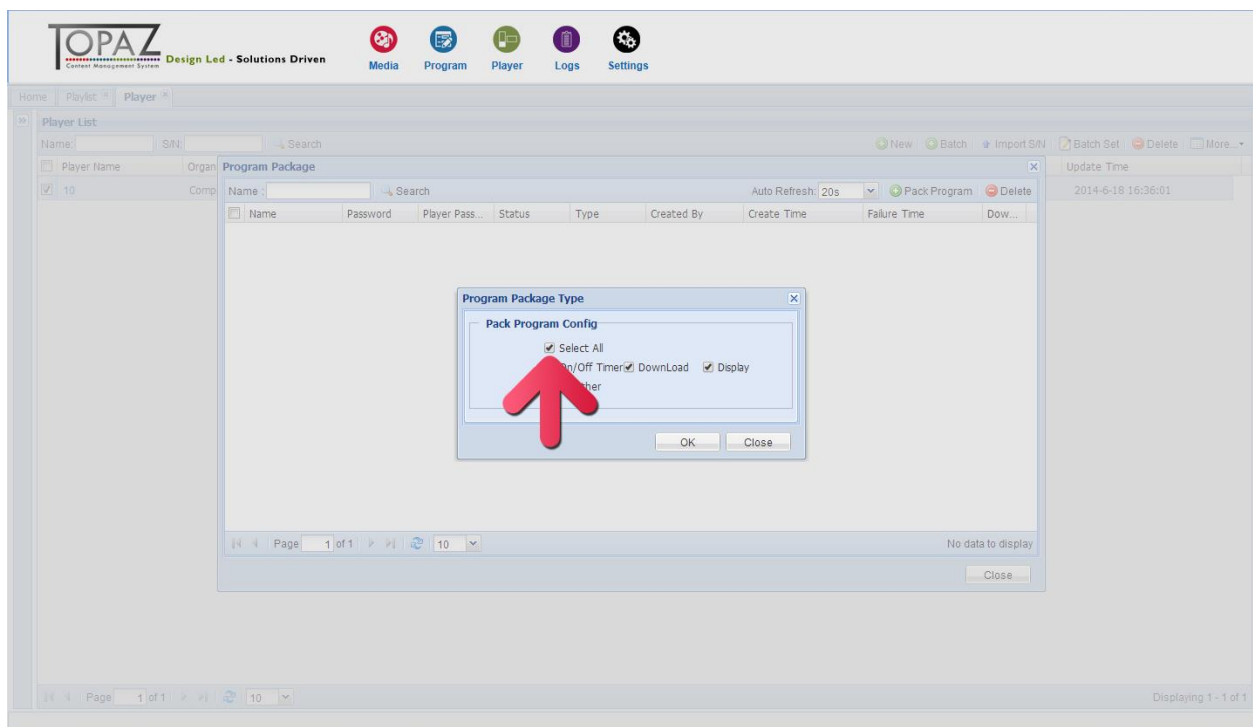 TOPAZ
Content Management System
Design Led - Solutions Driven
Media Program Player Logs Settings
Home Playlist Player
Player List
Name: S/N: Search New Batch Import S/N Batch Set Delete More...
Player Name Organ Update Time
10 Comp 2014-6-18 16:36:01
Program Package
Name : Search Auto Refresh: 20s Pack Program Delete
Name Password Player Pass... Status Type Created By Create Time Failure Time Dow...
Program Package Type
Pack Program Config
Select All
On/Off Timer DownLoad Display
OK Close
Page 1 of 1 10 No data to display
Close
Page 1 of 1 10 Displaying 1 - 1 of 1